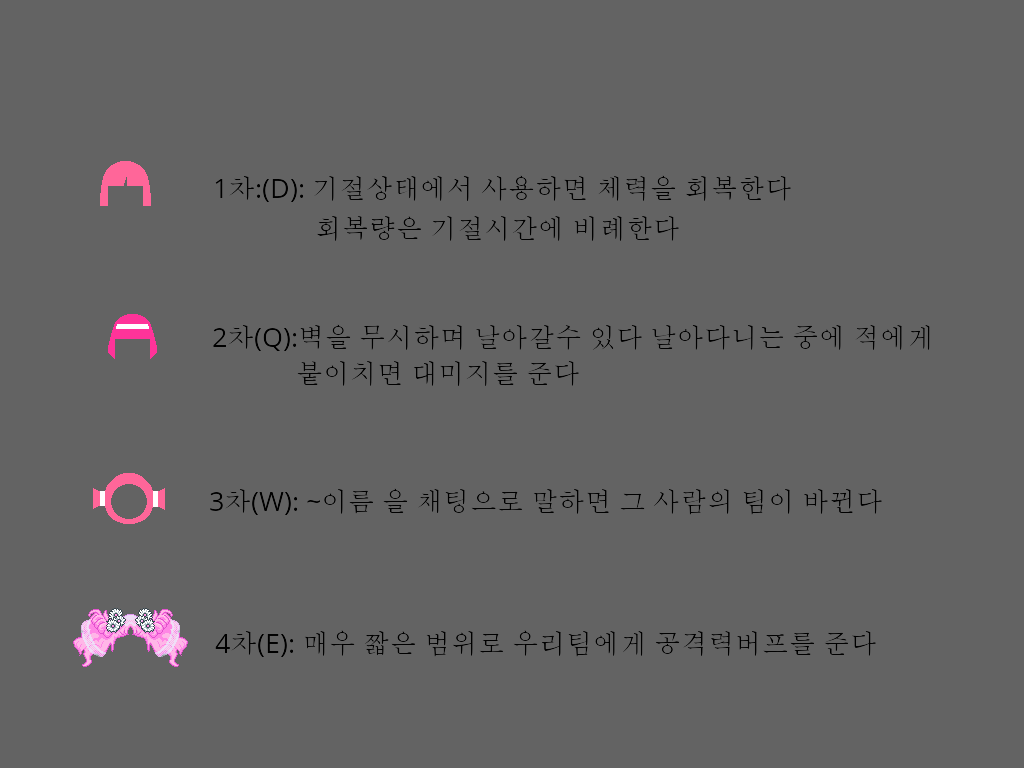 1차:(D): 기절상태에서 사용하면 체력을 회복한다
회복량은 기절시간에 비례한다
2차(Q):벽을 무시하며 날아갈수 있다 날아다니는 중에 적에게
붙이치면 대미지를 준다
3차(W): ~이름 을 채팅으로 말하면 그 사람의 팀이 바뀐다
4차(E): 매우 짧은 범위로 우리팀에게 공격력버프를 준다